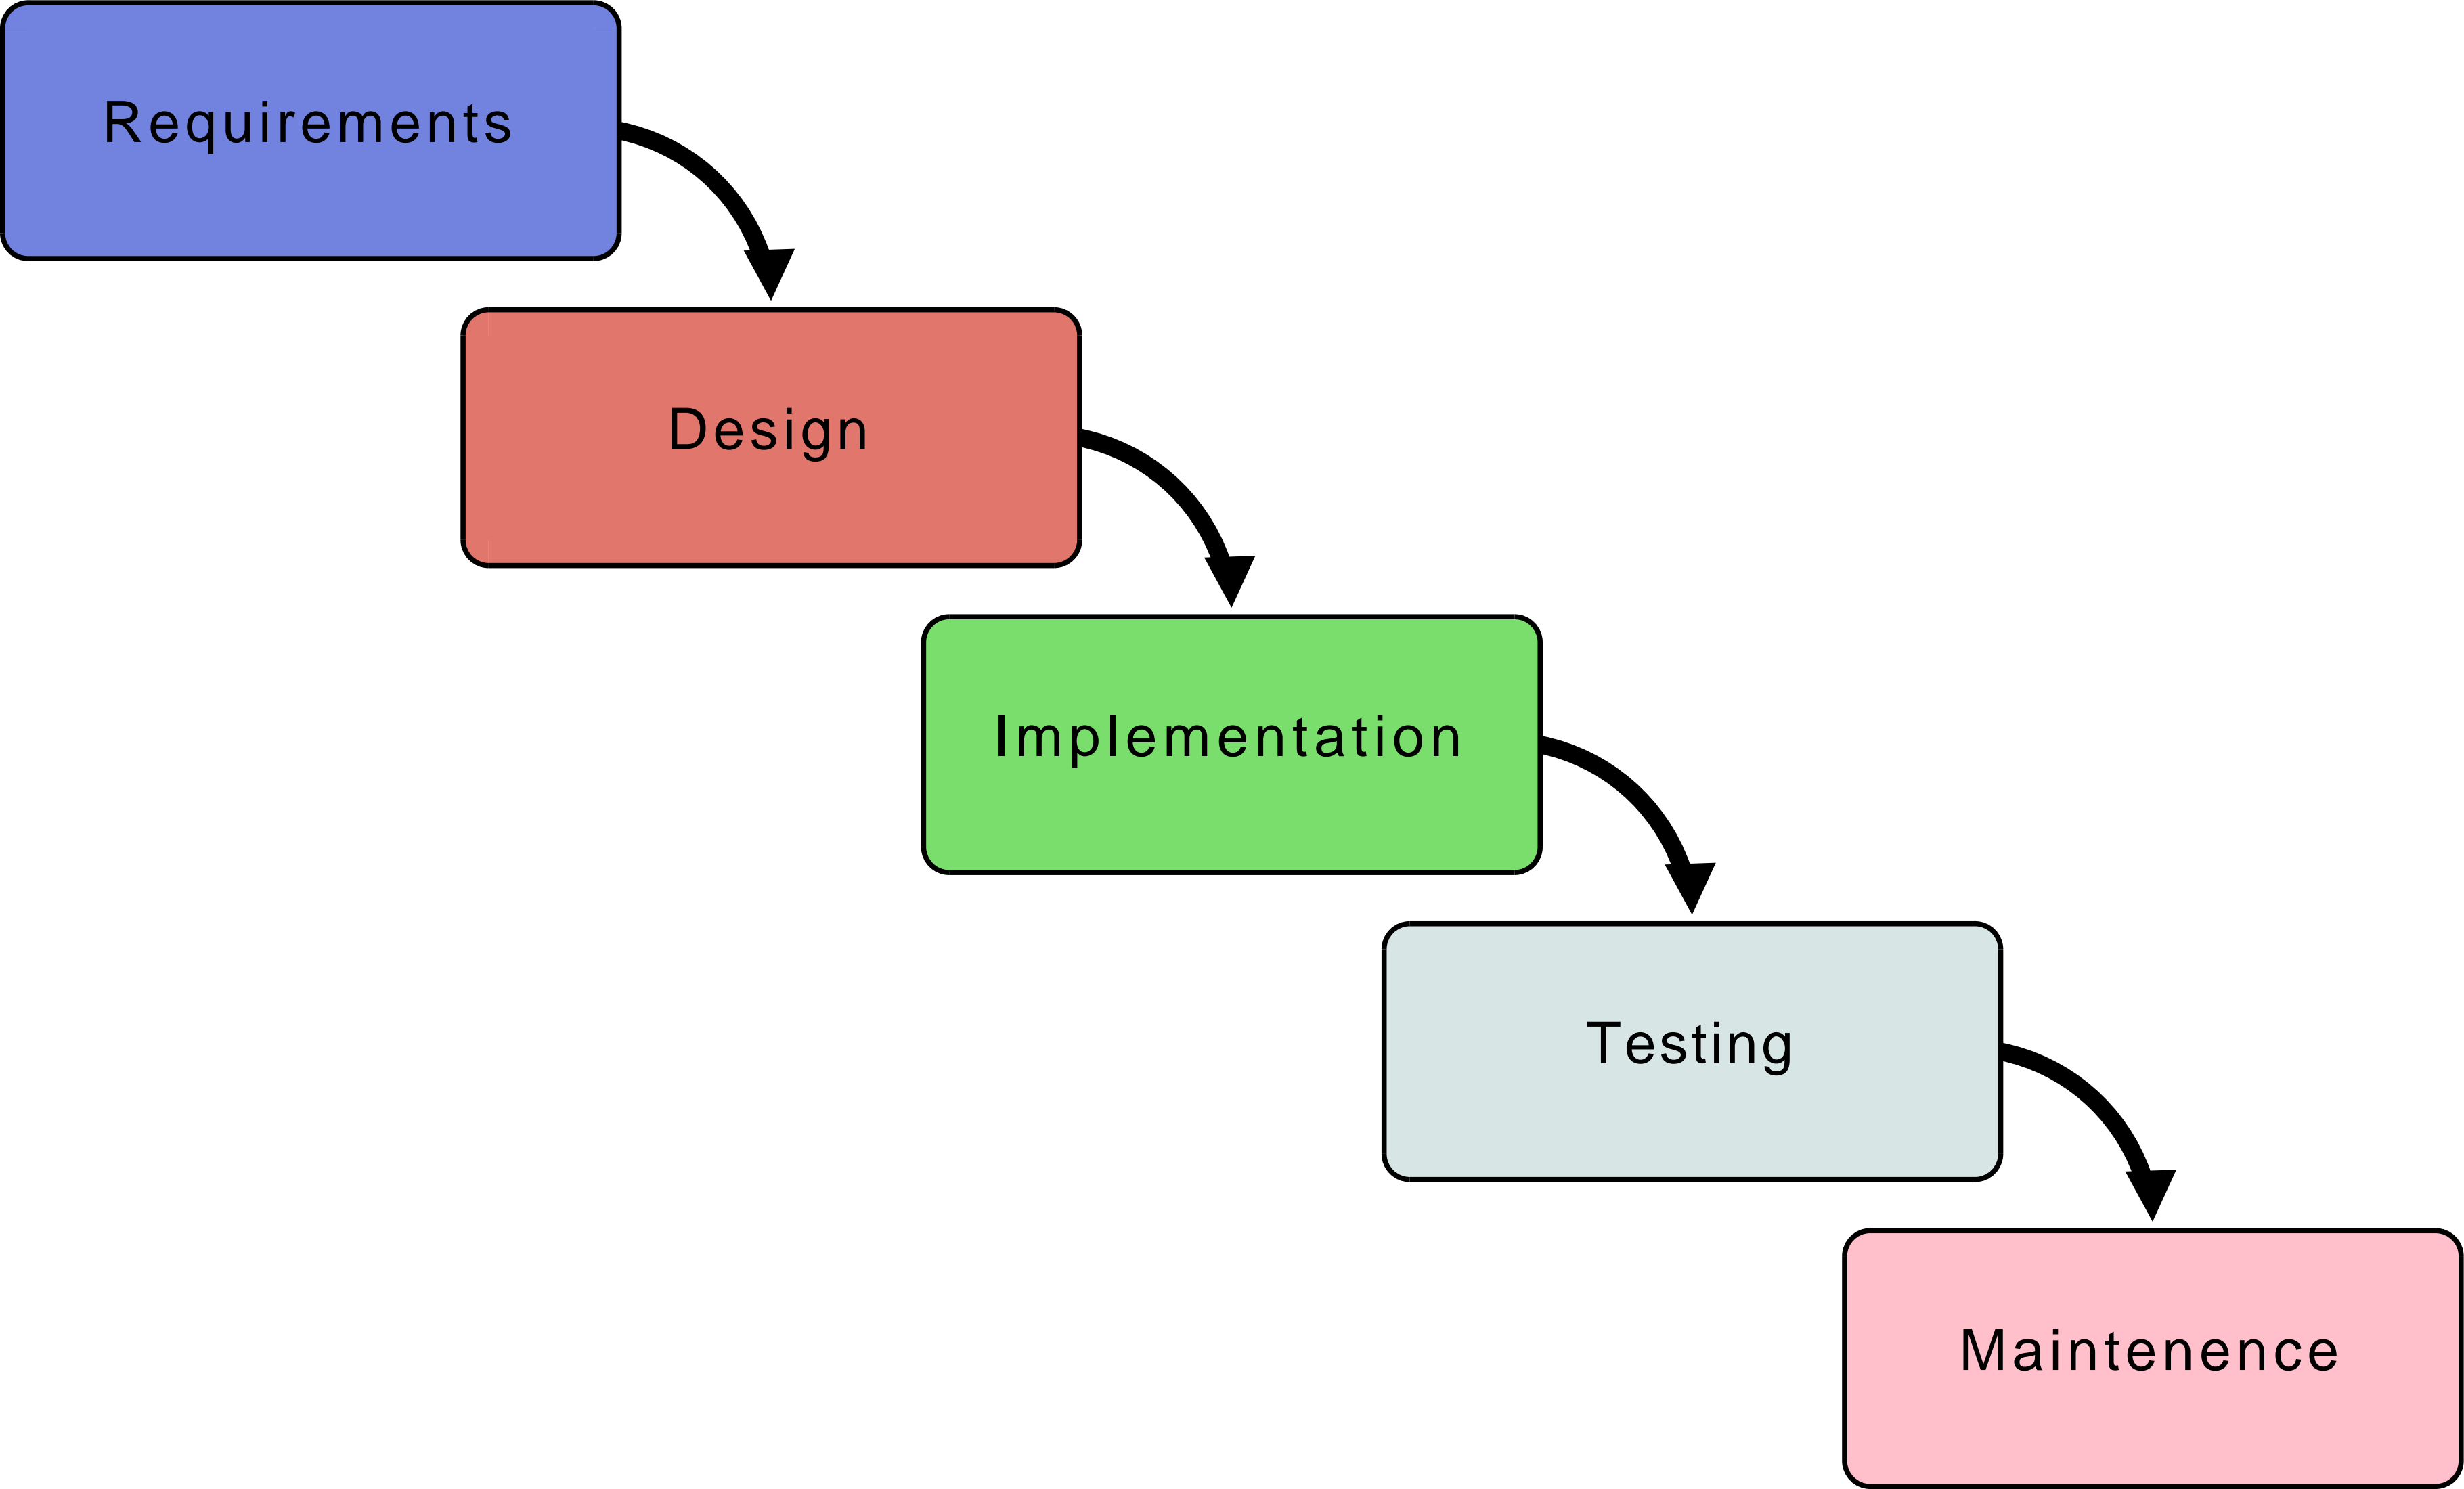 Requirements
Design
Implementation
Testing
Maintenence